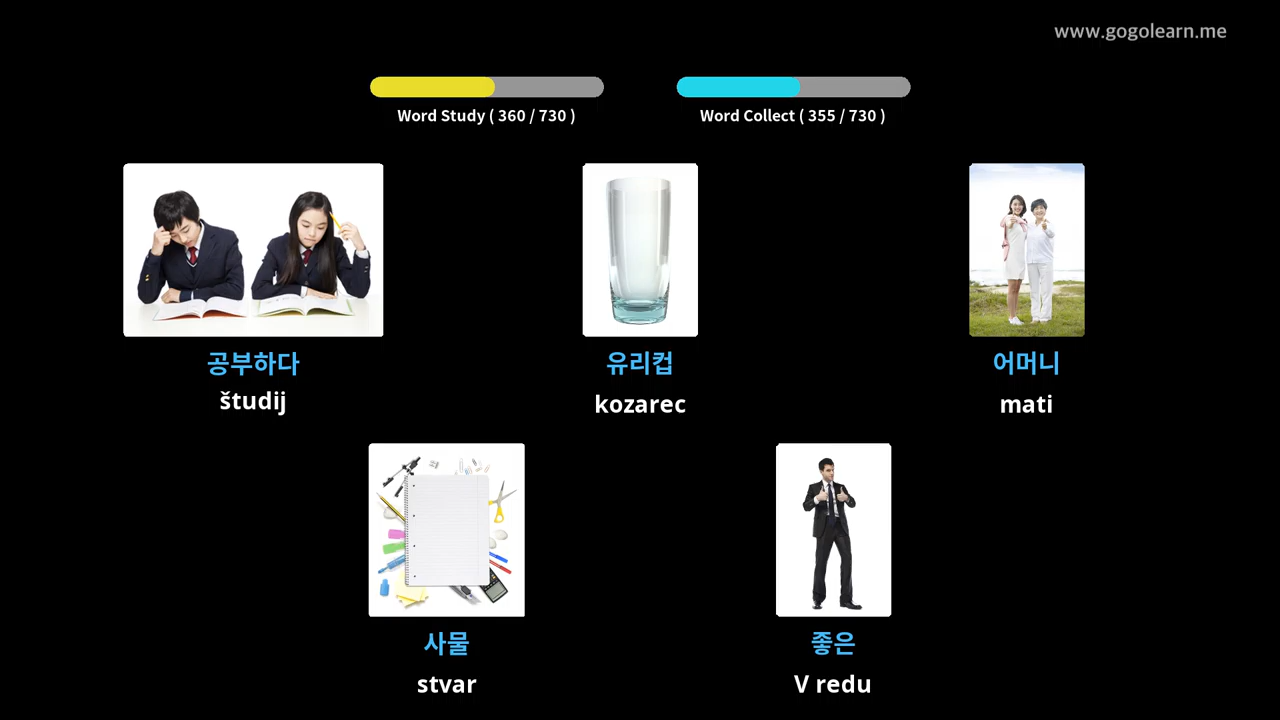 www.gogolearn.me
Word Study ( 360 / 730 )
Word Collect ( 355 / 730 )
공부하다
študij
유리컵
kozarec
어머니
mati
사물
stvar
좋은
V redu